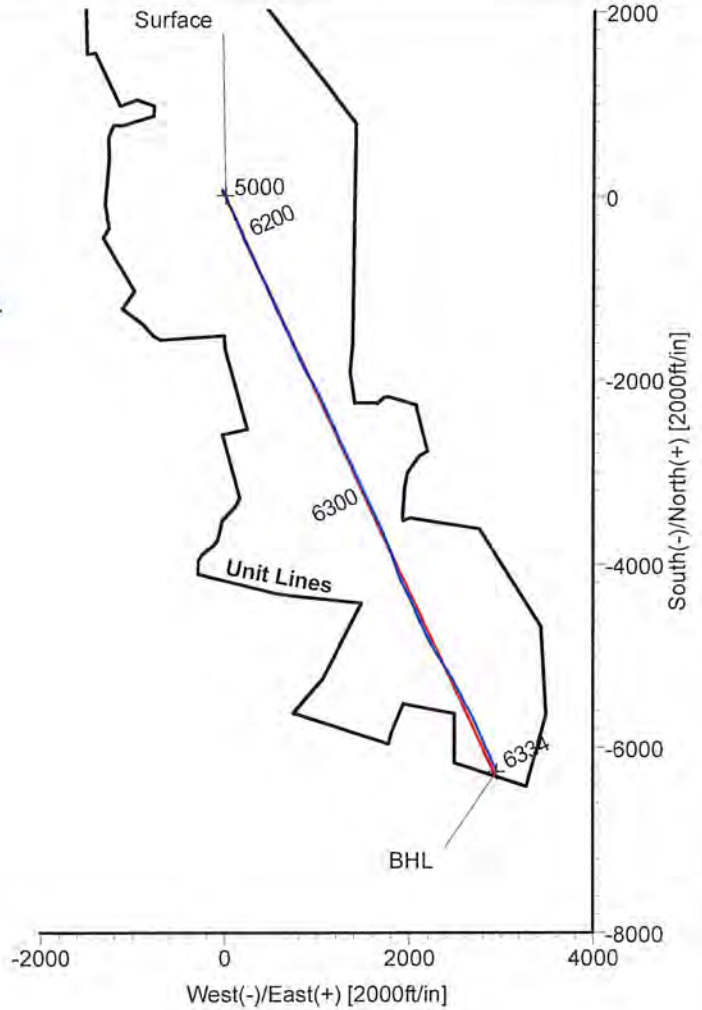 Surface
2000
5000
0
6200
-2000
South(-)/North(+) [2000ft/in]
6300
-4000
Unit Lines
-6000
6334
BHL
-8000
-2000
0
2000
4000
West(-)/East(+) [2000ft/in]